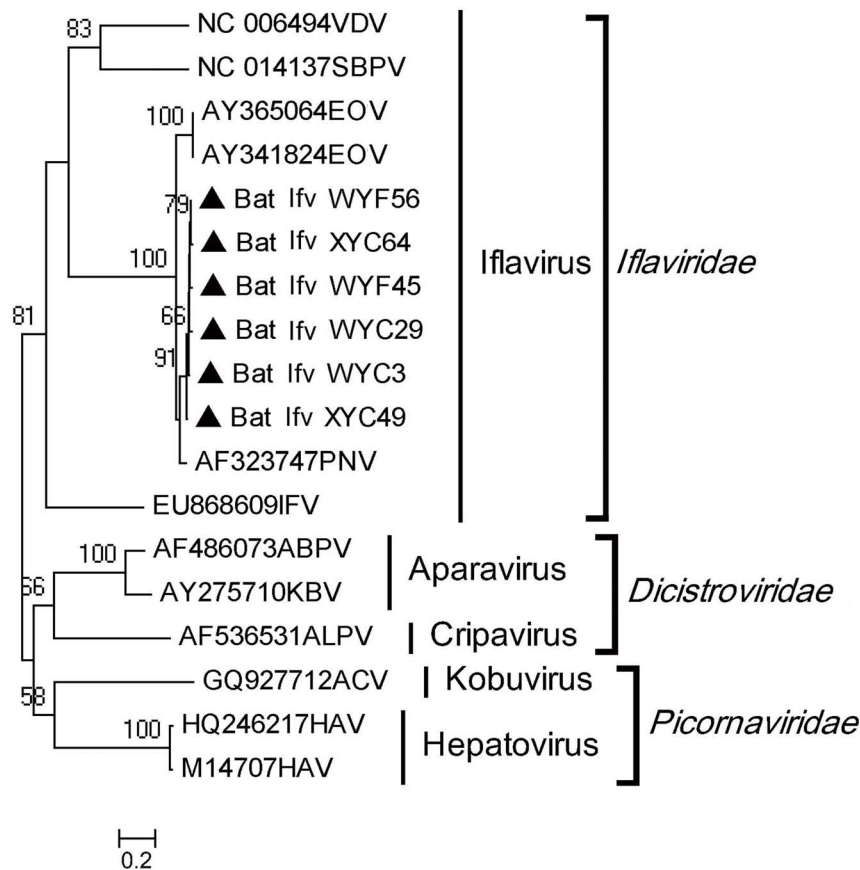 83
NC 006494VDV
NC 014137SBPV
100
AY365064EOV
AY341824EOV
79
▲ Bat Ifv WYF56
▲ Bat Ifv XYC64
100
▲ Bat Ifv WYF45
66
▲ Bat Ifv WYC29
91
▲ Bat Ifv WYC3
▲ Bat Ifv XYC49
AF323747PNV
81
EU868609IFV
Iflavirus
Iflaviridae
100
AF486073ABPV
AY275710KBV
Aparavirus
66
AF536531ALPV
Cripavirus
Dicistroviridae
GQ927712ACV
Kobuvirus
58
100
HQ246217HAV
M14707HAV
Hepatovirus
Picornaviridae
0.2